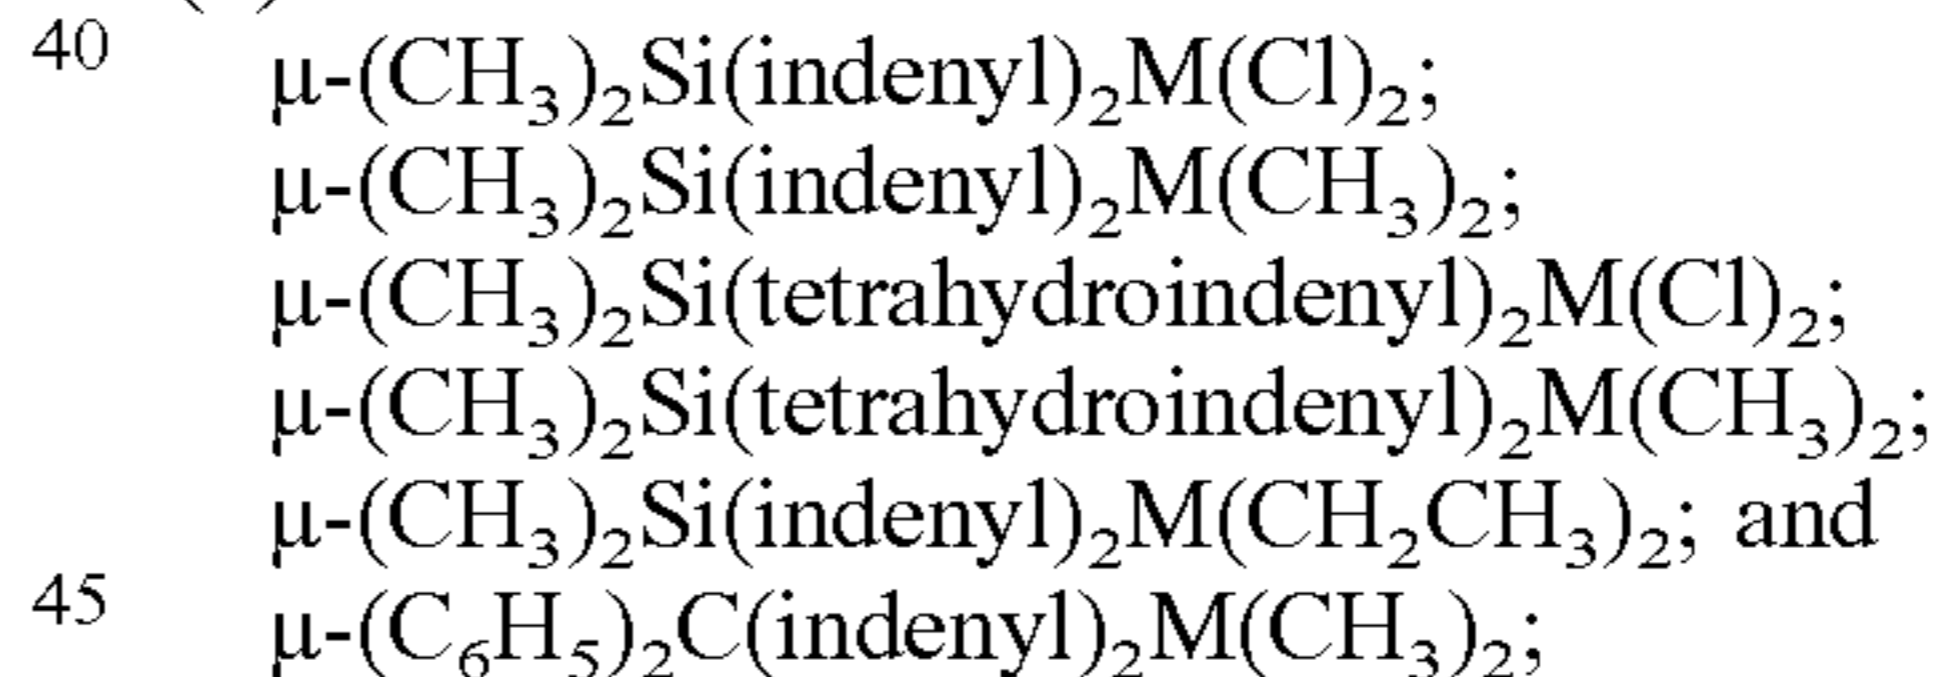 40
μ-(CH₃)₂Si(indenyl)₂M(Cl)₂;
μ-(CH₃)₂Si(indenyl)₂M(CH₃)₂;
μ-(CH₃)₂Si(tetrahydroindenyl)₂M(Cl)₂;
μ-(CH₃)₂Si(tetrahydroindenyl)₂M(CH₃)₂;
μ-(CH₃)₂Si(indenyl)₂M(CH₂CH₃)₂; and
45
μ-(C₆H₅)₂C(indenyl)₂M(CH₃)₂;